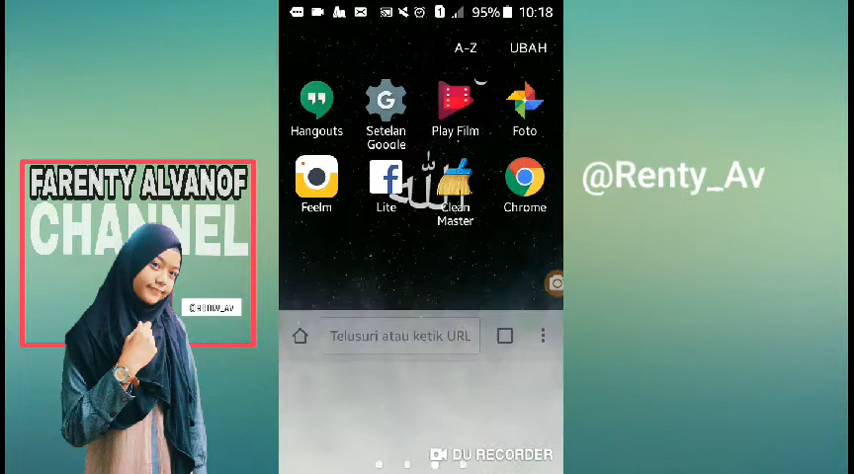 95% 10:18
A-Z UBAH
Hangouts Setelan Google Play Film Foto
Feelm Lite Clean Master Chrome
الله
Telusuri atau ketik URL
DU RECORDER
FARENTY ALVANOF
CHANNEL
@RENTY_AV
@Renty_Av